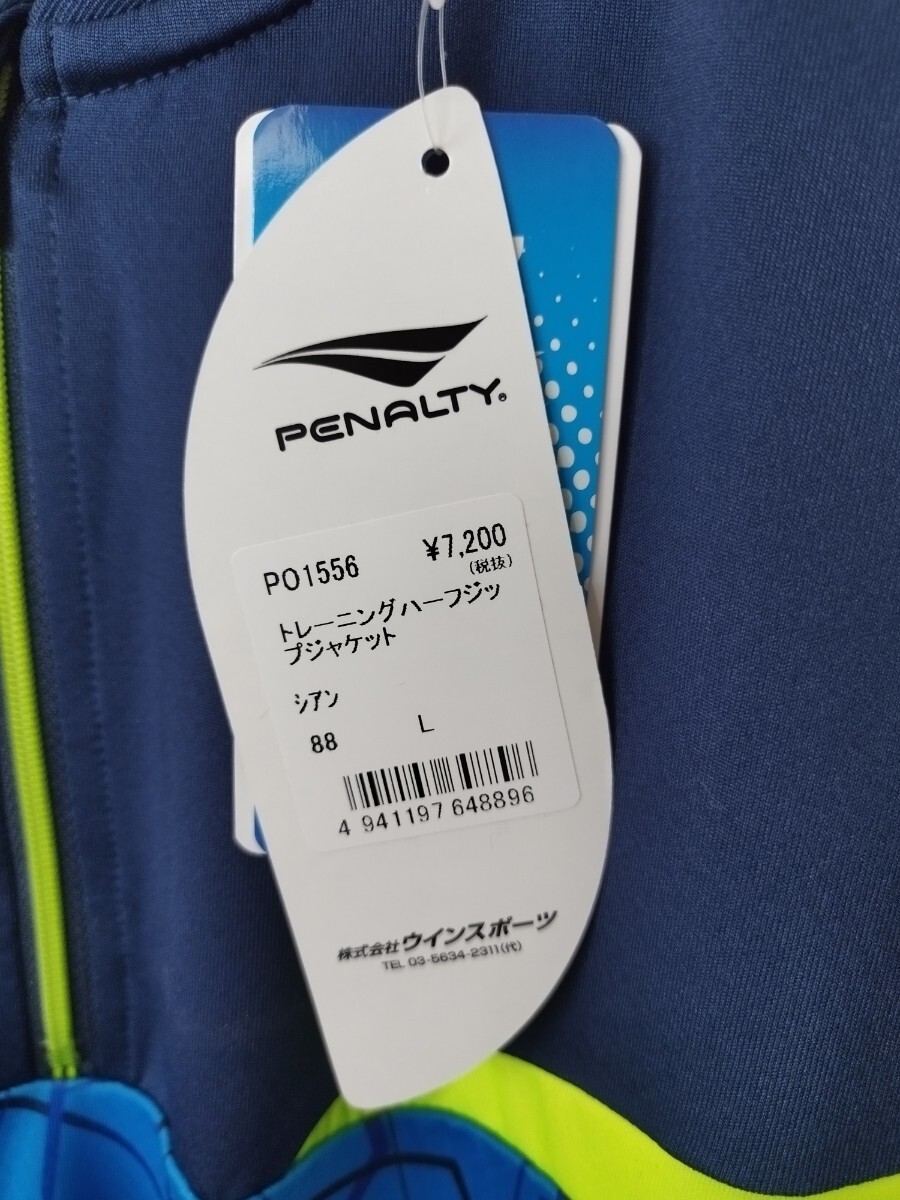 PENALTY®
PO1556 ¥7,200
(税抜)
トレーニングハーフジッ
プジャケット
シアン
88 L
4 941197 648896
株式会社ウインスポーツ
TEL 03-5634-2311(代)